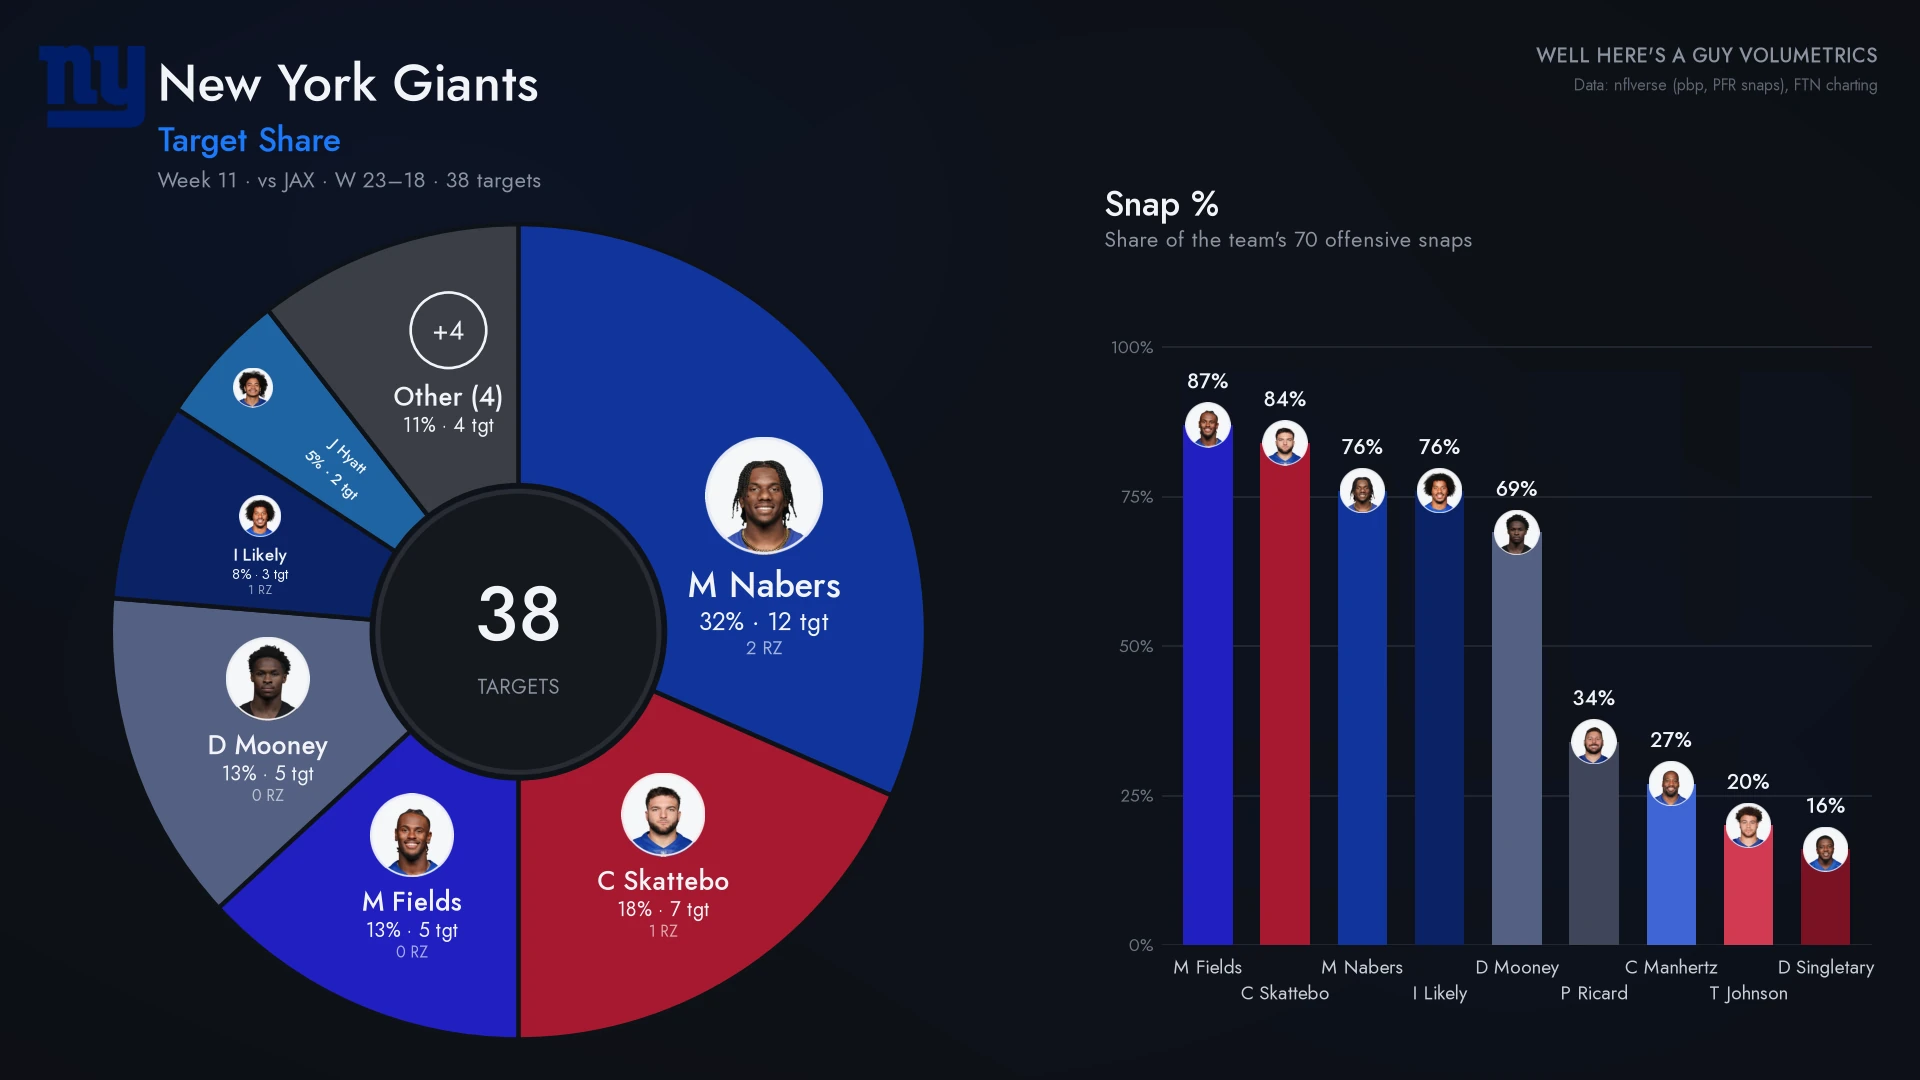 ny
New York Giants
Target Share
Week 11 · vs JAX · W 23–18 · 38 targets
WELL HERE'S A GUY VOLUMETRICS
Data: nflverse (pbp, PFR snaps), FTN charting
+4
Other (4)
11% · 4 tgt
J Hyatt
5% · 2 tgt
I Likely
8% · 3 tgt
1 RZ
M Nabers
32% · 12 tgt
2 RZ
38
TARGETS
D Mooney
13% · 5 tgt
0 RZ
M Fields
13% · 5 tgt
0 RZ
C Skattebo
18% · 7 tgt
1 RZ
Snap %
Share of the team's 70 offensive snaps
100%
75%
50%
25%
0%
87%
84%
76%
76%
69%
34%
27%
20%
16%
M Fields
C Skattebo
M Nabers
I Likely
D Mooney
P Ricard
C Manhertz
T Johnson
D Singletary